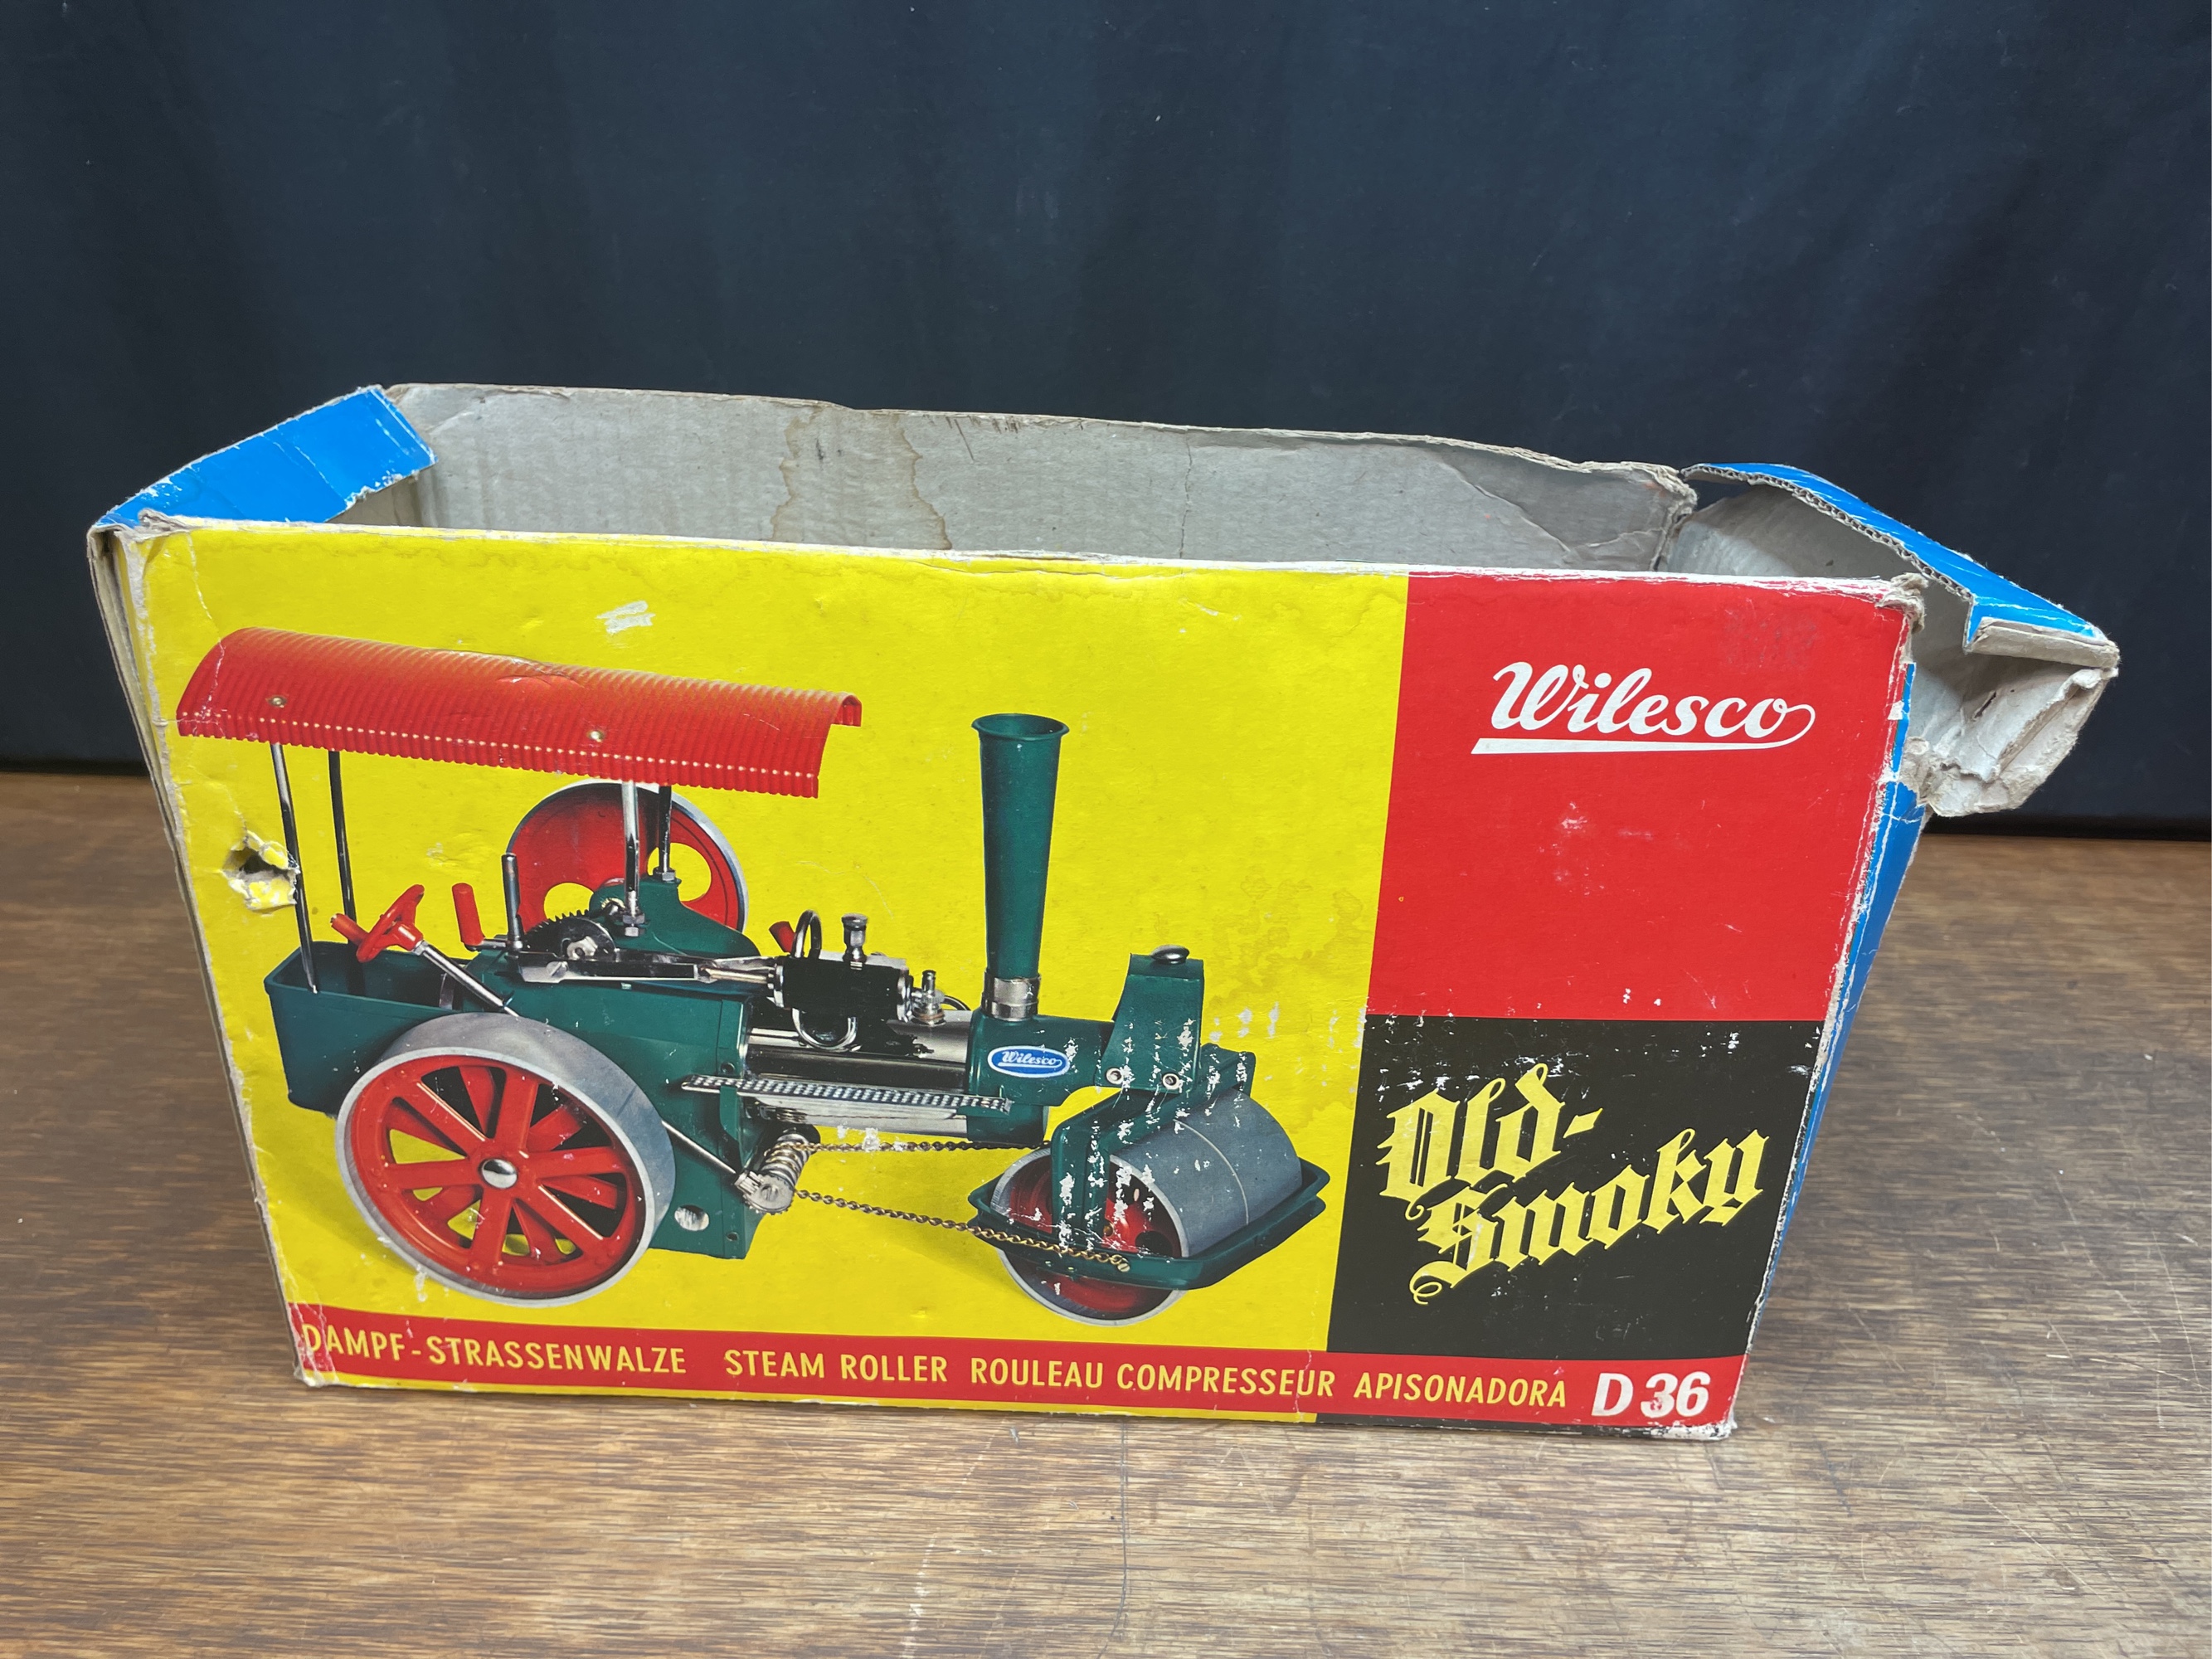 Wilesco
Wilesco
Old-
Smoky
DAMPF-STRASSENWALZE STEAM ROLLER ROULEAU COMPRESSEUR APISONADORA D 36